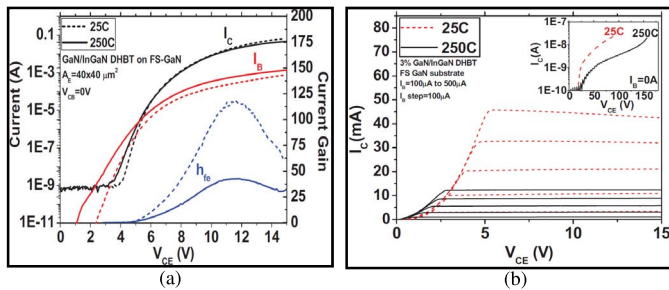 (a)
25C
250C
GaN/InGaN DHBT on FS-GaN
A_E=40x40 μm²
V_CB=0V
I_C
I_B
h_fe
Current (A)
0.1
1E-3
1E-5
1E-7
1E-9
1E-11
Current Gain
200
175
150
125
100
75
50
25
0
0 2 4 6 8 10 12 14
V_CE (V)
(a)
(b)
25C
250C
3% GaN/InGaN DHBT
FS GaN substrate
I_B=100μA to 500μA
I_B step=100μA
I_C (mA)
60
50
40
30
20
10
0
0 5 10 15
V_CE (V)
25C 250C
I_C (A)
1E-7
1E-8
1E-9
1E-10
I_B=0A
0 50 100 150
V_CE (V)
(b)